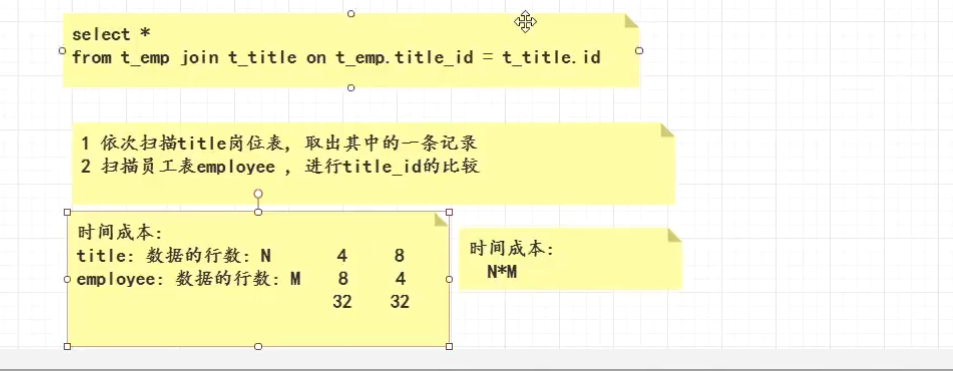 select *
from t_emp join t_title on t_emp.title_id = t_title.id
1 依次扫描title岗位表，取出其中的一条记录
2 扫描员工表employee ，进行title_id的比较
时间成本：
title：数据的行数：N 4 8
employee：数据的行数：M 8 4
32 32
时间成本：
N*M